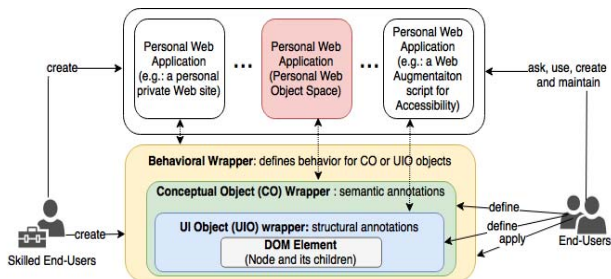 create
Personal Web
Application
(e.g.: a personal
private Web site)
...
Personal Web
Application
(Personal Web
Object Space)
...
Personal Web
Application
(e.g.: a Web
Augmentaiton
script for
Accessibility)
ask, use, create
and maintain
Behavioral Wrapper: defines behavior for CO or UIO objects
Conceptual Object (CO) Wrapper : semantic annotations
UI Object (UIO) wrapper: structural annotations
DOM Element
(Node and its children)
create
Skilled End-Users
define
define
apply
End-Users